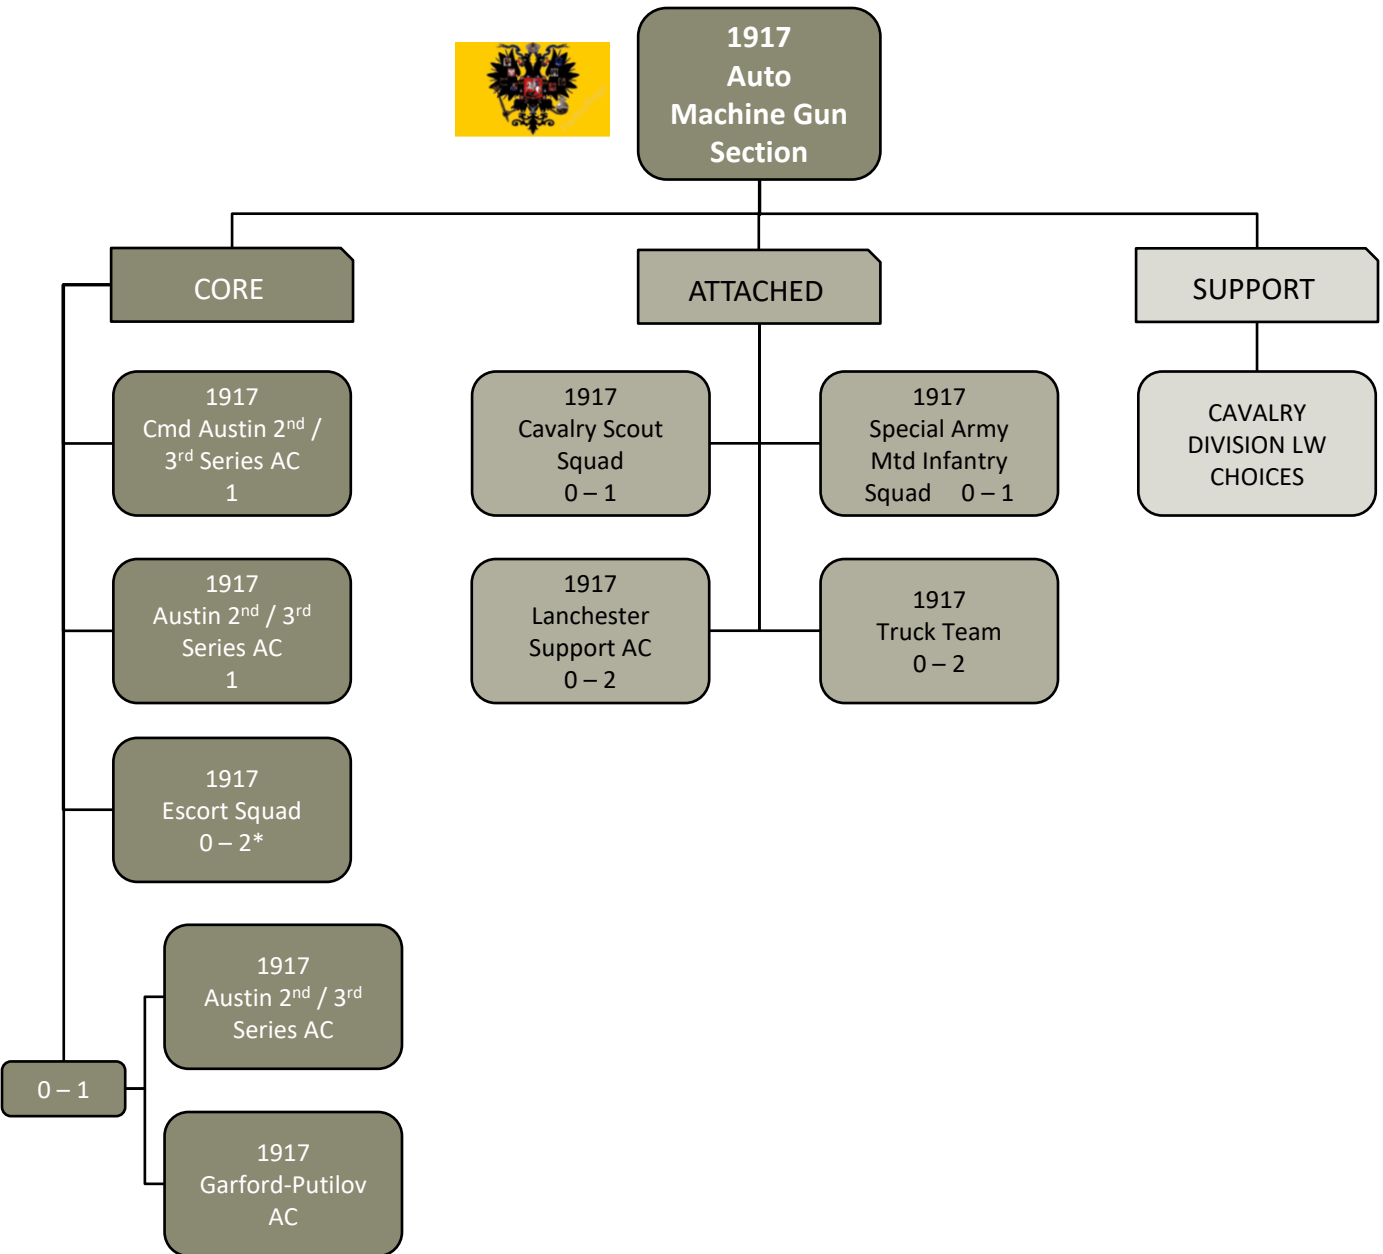 1917
Auto
Machine Gun
Section
CORE
ATTACHED
SUPPORT
1917
Cmd Austin 2nd /
3rd Series AC
1
1917
Cavalry Scout
Squad
0 – 1
1917
Special Army
Mtd Infantry
Squad 0 – 1
CAVALRY
DIVISION LW
CHOICES
1917
Austin 2nd / 3rd
Series AC
1
1917
Lanchester
Support AC
0 – 2
1917
Truck Team
0 – 2
1917
Escort Squad
0 – 2*
0 – 1
1917
Austin 2nd / 3rd
Series AC
1917
Garford-Putilov
AC